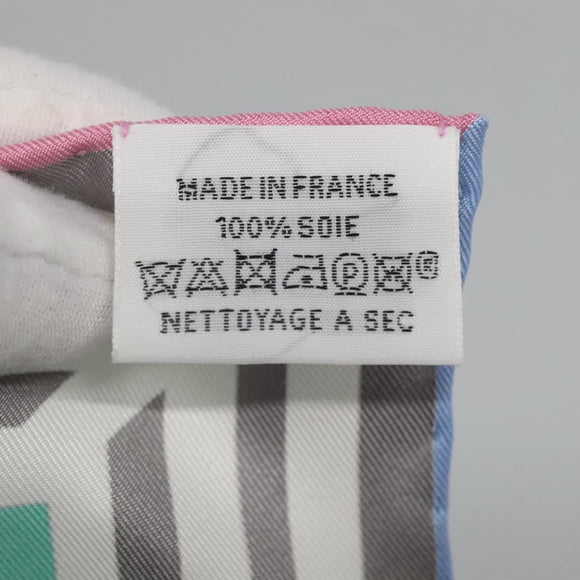 MADE IN FRANCE
100% SOIE
P ®
NETTOYAGE A SEC